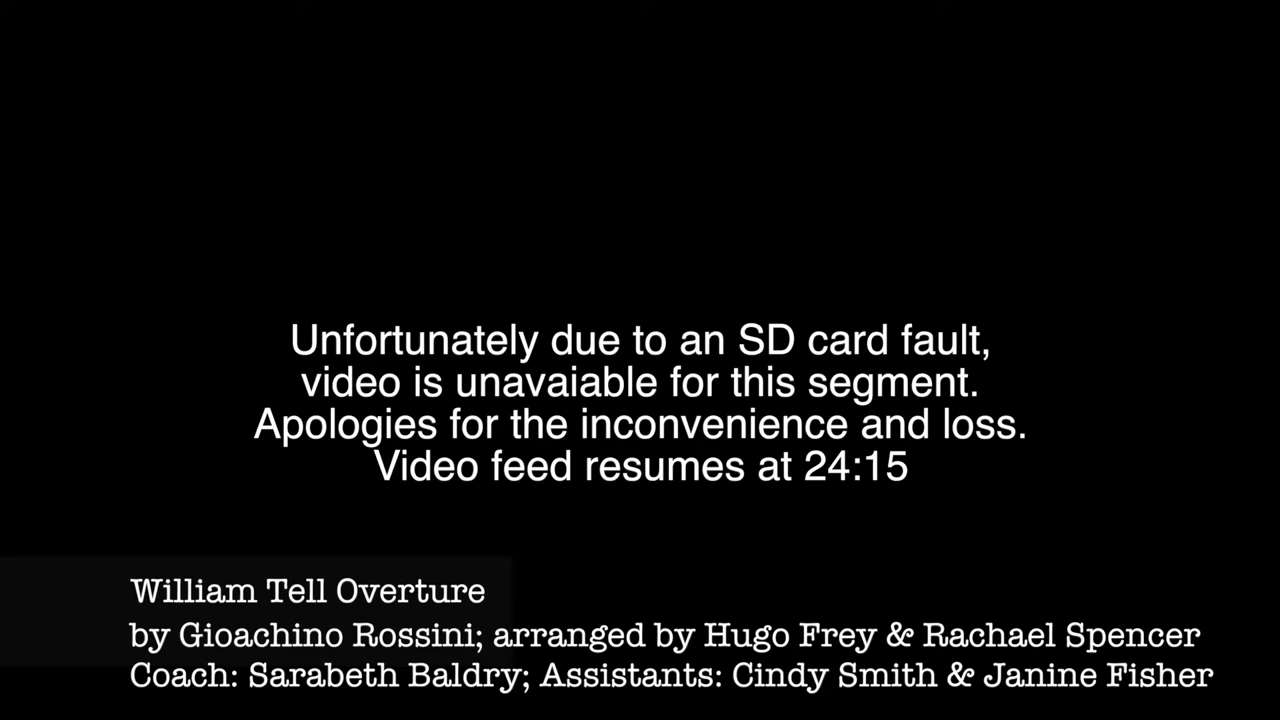 Unfortunately due to an SD card fault,
video is unavaiable for this segment.
Apologies for the inconvenience and loss.
Video feed resumes at 24:15
William Tell Overture
by Gioachino Rossini; arranged by Hugo Frey & Rachael Spencer
Coach: Sarabeth Baldry; Assistants: Cindy Smith & Janine Fisher